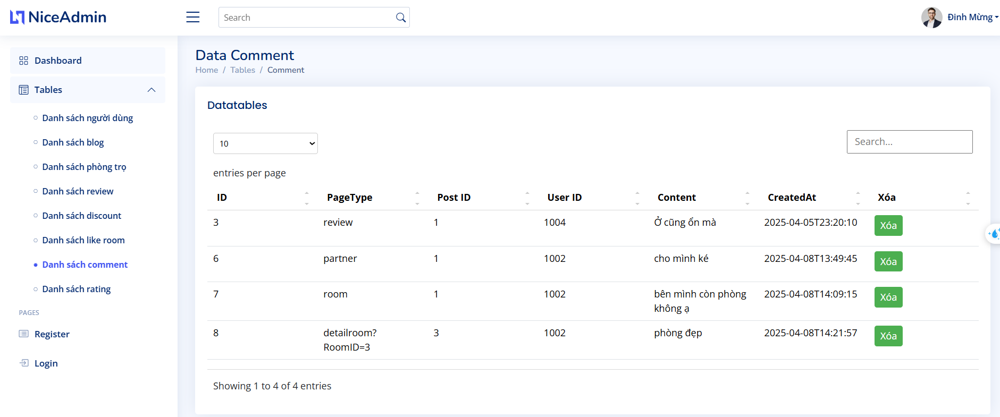 NiceAdmin
Search
Đinh Mừng
Dashboard
Tables
Danh sách người dùng
Danh sách blog
Danh sách phòng trọ
Danh sách review
Danh sách discount
Danh sách like room
Danh sách comment
Danh sách rating
PAGES
Register
Login
Data Comment
Home / Tables / Comment
Datatables
10
Search...
entries per page
ID PageType Post ID User ID Content CreatedAt Xóa
3 review 1 1004 Ở cũng ổn mà 2025-04-05T23:20:10 Xóa
6 partner 1 1002 cho mình ké 2025-04-08T13:49:45 Xóa
7 room 1 1002 bên mình còn phòng 2025-04-08T14:09:15 Xóa
không ạ
8 detailroom? 3 1002 phòng đẹp 2025-04-08T14:21:57 Xóa
RoomID=3
Showing 1 to 4 of 4 entries